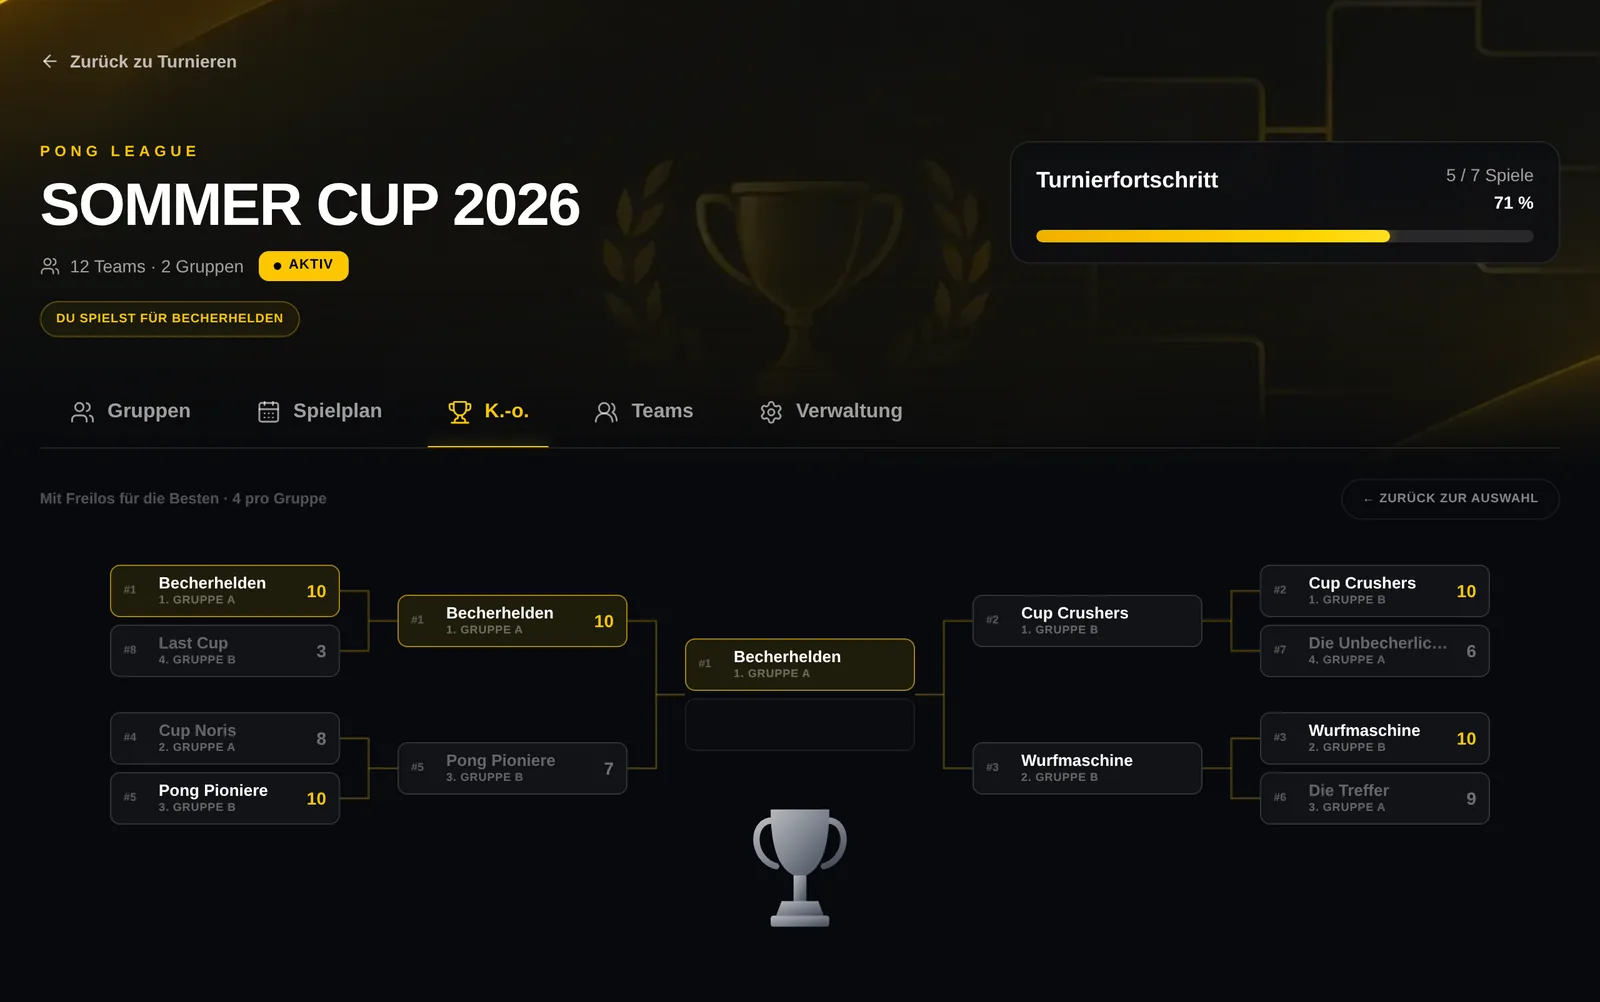 ← Zurück zu Turnieren
PONG LEAGUE
SOMMER CUP 2026
12 Teams · 2 Gruppen
● AKTIV
DU SPIELST FÜR BECHERHELDEN
Turnierfortschritt
5 / 7 Spiele
71 %
Gruppen
Spielplan
K.-o.
Teams
Verwaltung
Mit Freilos für die Besten · 4 pro Gruppe
← ZURÜCK ZUR AUSWAHL
#1 Becherhelden 10
1. GRUPPE A
#8 Last Cup 3
4. GRUPPE B
#4 Cup Noris 8
2. GRUPPE A
#5 Pong Pioniere 10
3. GRUPPE B
#1 Becherhelden 10
1. GRUPPE A
#5 Pong Pioniere 7
3. GRUPPE B
#1 Becherhelden
1. GRUPPE A
#2 Cup Crushers
1. GRUPPE B
#3 Wurfmaschine
2. GRUPPE B
#2 Cup Crushers 10
1. GRUPPE B
#7 Die Unbecherlic... 6
4. GRUPPE A
#3 Wurfmaschine 10
2. GRUPPE B
#6 Die Treffer 9
3. GRUPPE A